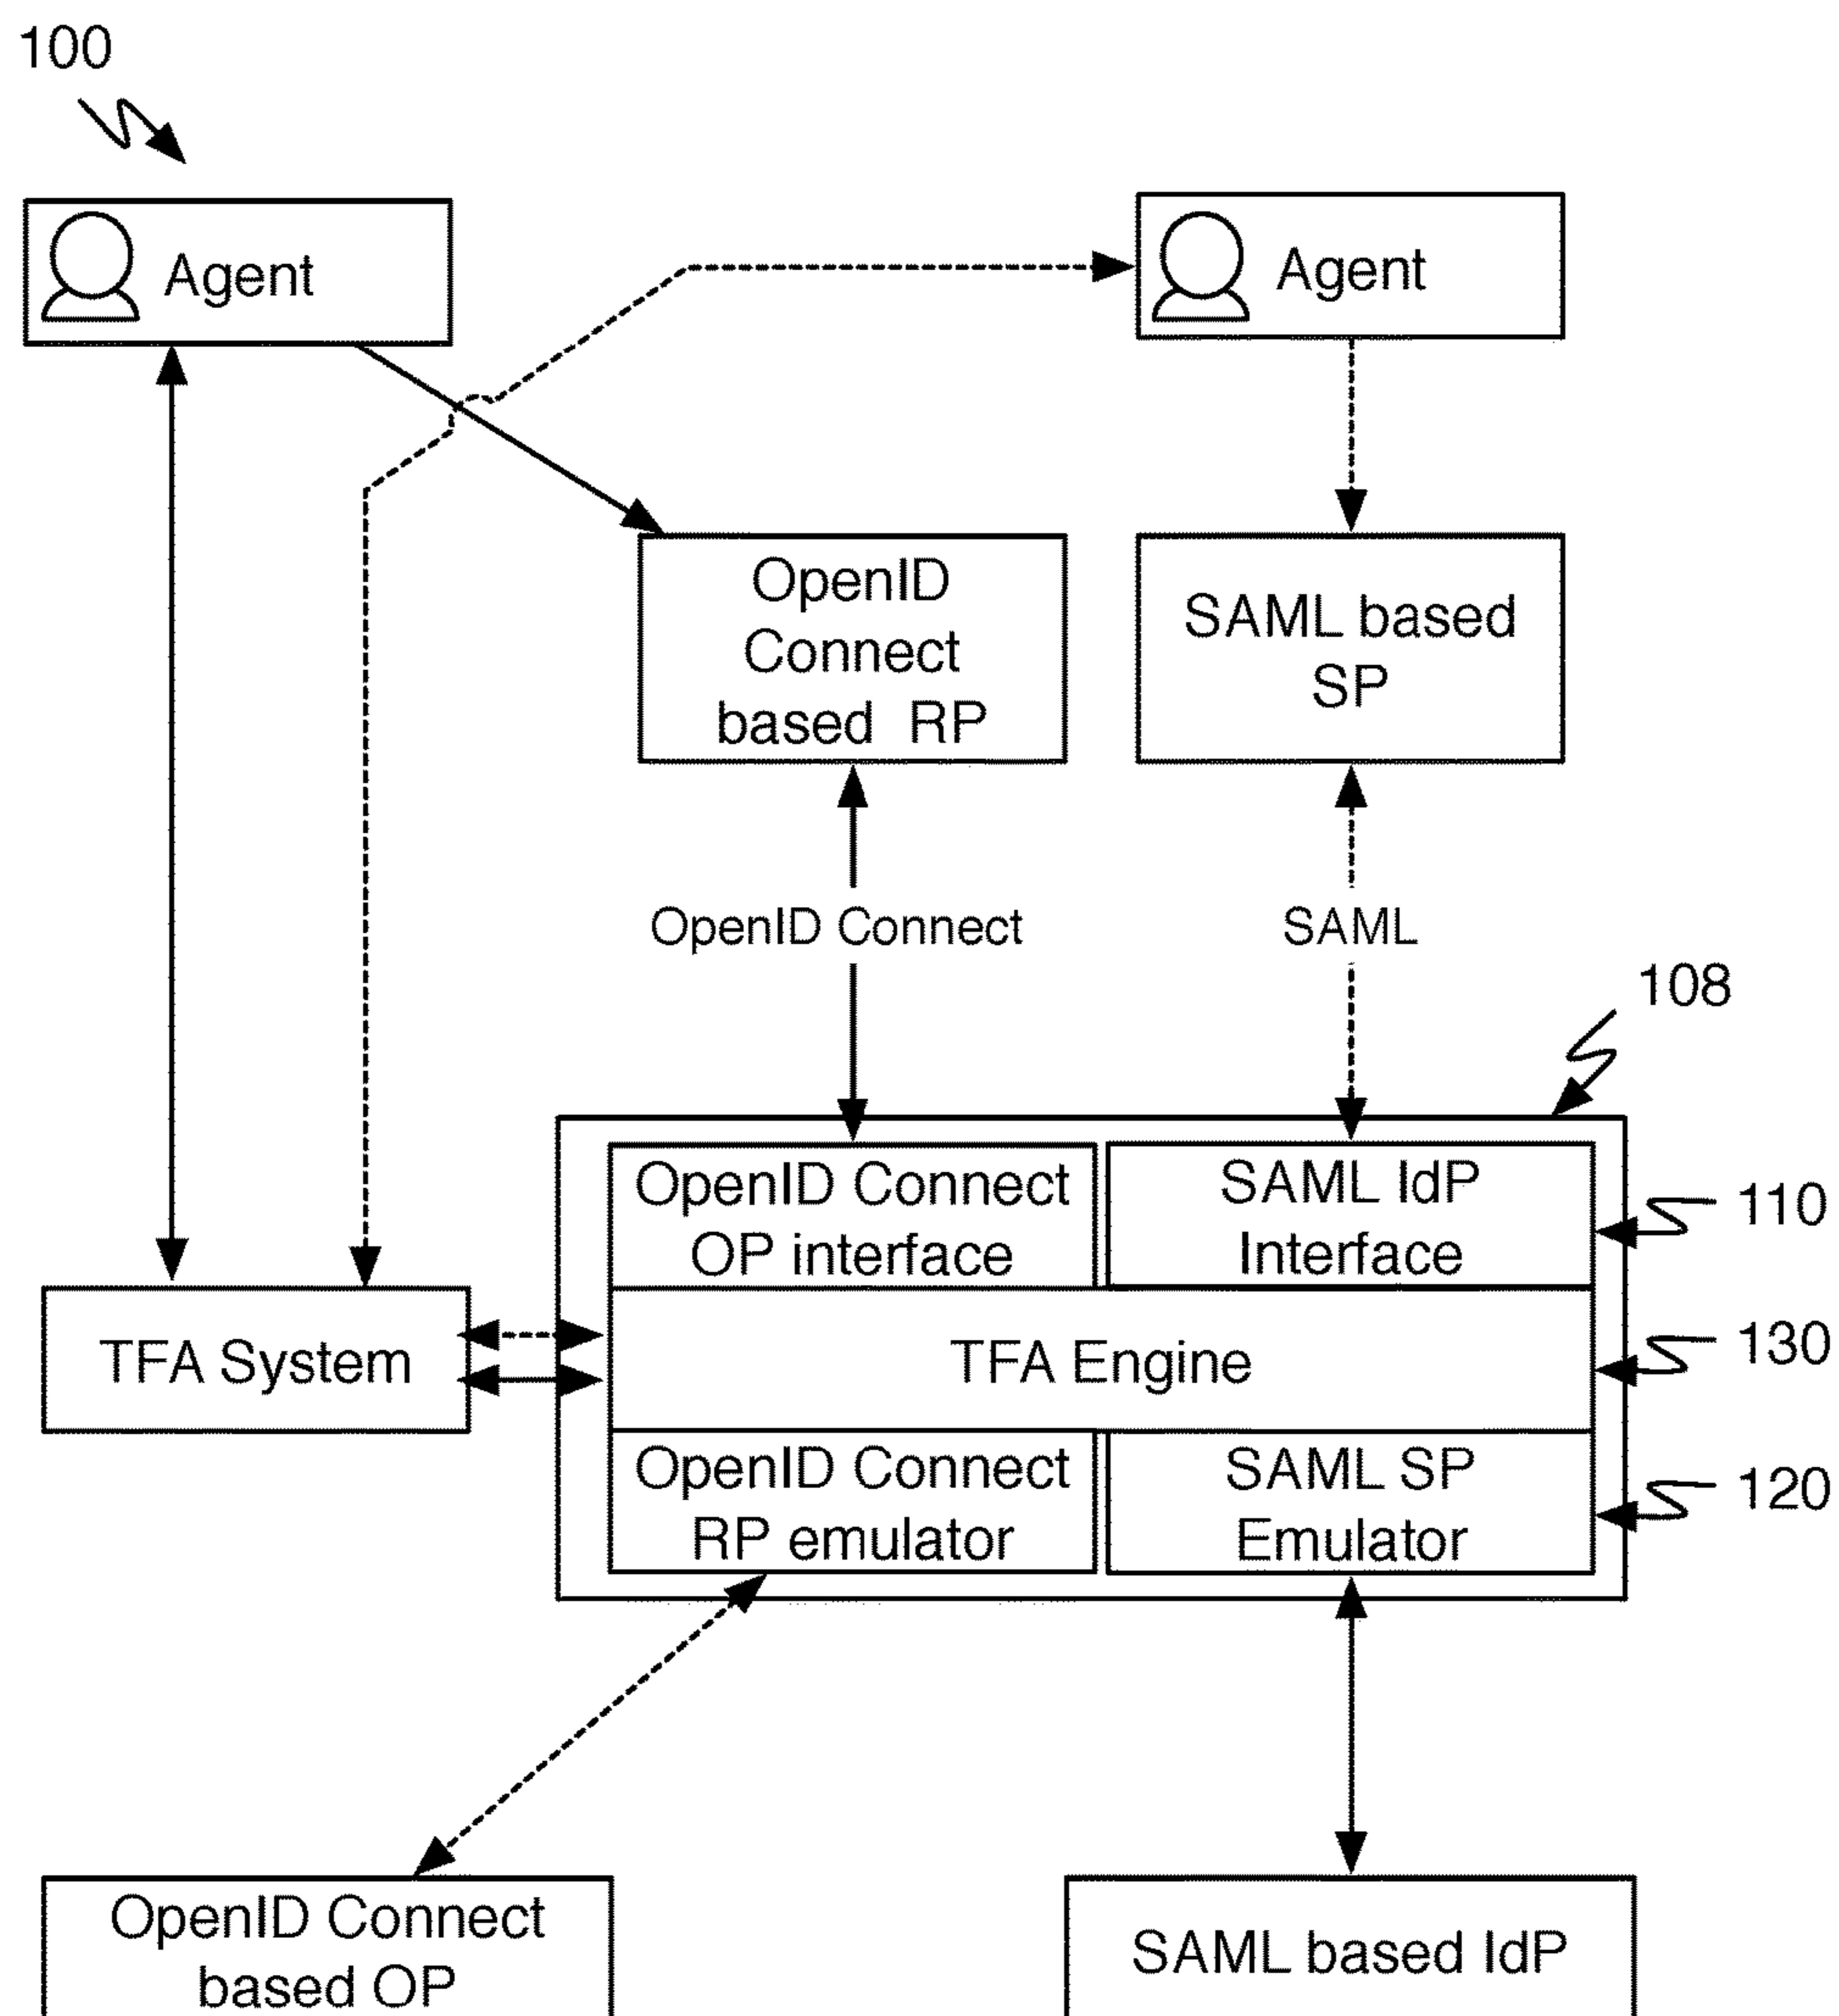 100
Agent
Agent
OpenID
Connect
based RP
SAML based
SP
OpenID Connect
SAML
108
OpenID Connect
OP interface
SAML IdP
Interface
110
TFA System
TFA Engine
130
OpenID Connect
RP emulator
SAML SP
Emulator
120
OpenID Connect
based OP
SAML based IdP